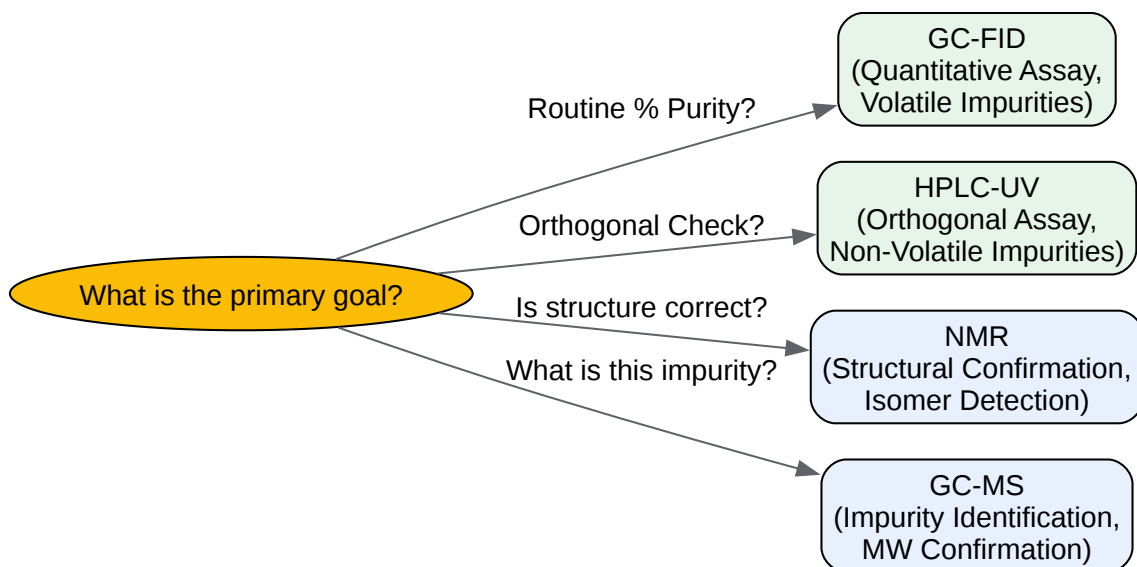 GC-FID
(Quantitative Assay,
Volatile Impurities)
Routine % Purity?
HPLC-UV
(Orthogonal Assay,
Non-Volatile Impurities)
Orthogonal Check?
What is the primary goal?
Is structure correct?
NMR
(Structural Confirmation,
Isomer Detection)
What is this impurity?
GC-MS
(Impurity Identification,
MW Confirmation)